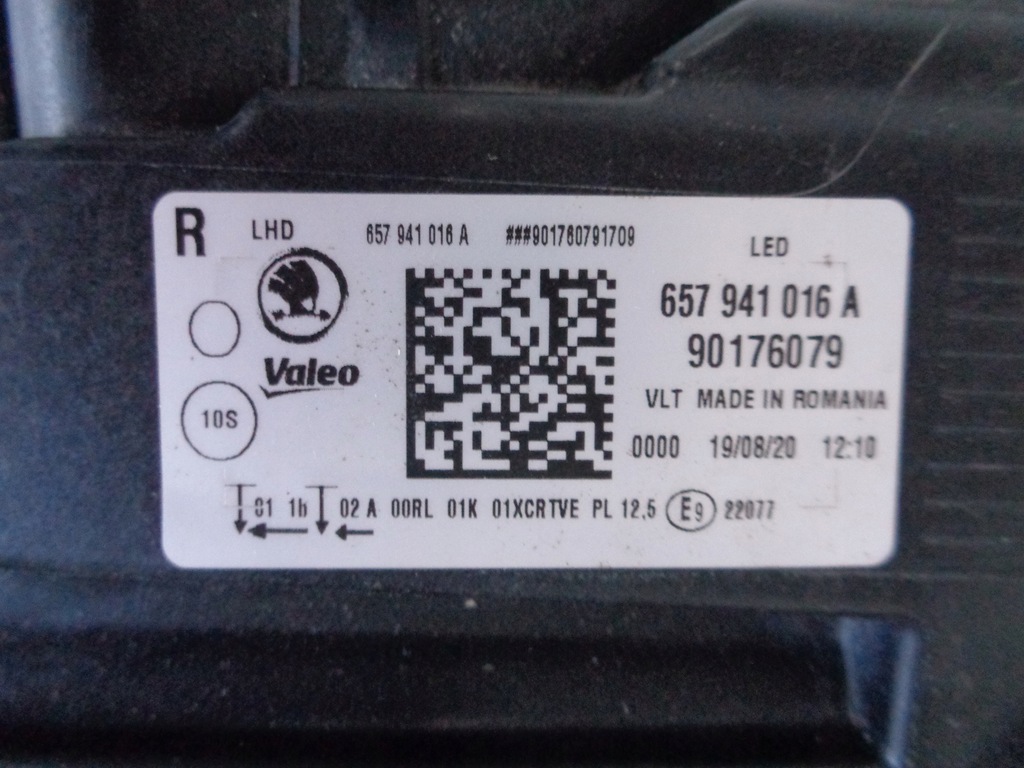 R LHD 657 941 016 A ###901760791709 LED
657 941 016 A
90176079
Valeo
VLT MADE IN ROMANIA
10S
0000 19/08/20 12:10
01 1b 02 A 00RL 01K 01XCRTVE PL 12,5 E9 22077